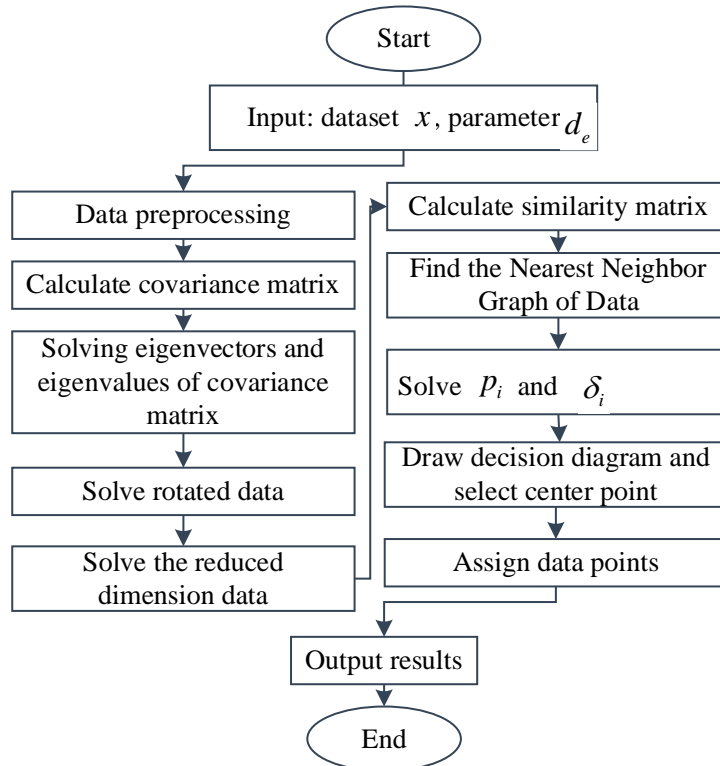 Start
Input: dataset x, parameter d_e
Data preprocessing
Calculate covariance matrix
Solving eigenvectors and
eigenvalues of covariance
matrix
Solve rotated data
Solve the reduced
dimension data
Calculate similarity matrix
Find the Nearest Neighbor
Graph of Data
Solve p_i and δ_i
Draw decision diagram and
select center point
Assign data points
Output results
End